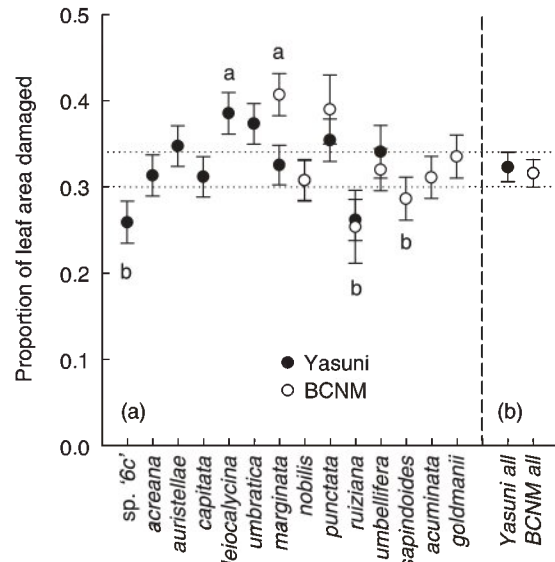 Proportion of leaf area damaged
0.5
0.4
0.3
0.2
0.1
0.0
a
a
b
b
b
Yasuni
BCNM
(a)
(b)
sp. '6c'
acreana
auristellae
capitata
leiocalycina
umbratica
marginata
nobilis
punctata
ruiziana
umbellifera
sapindoides
acuminata
goldmanii
Yasuni all
BCNM all